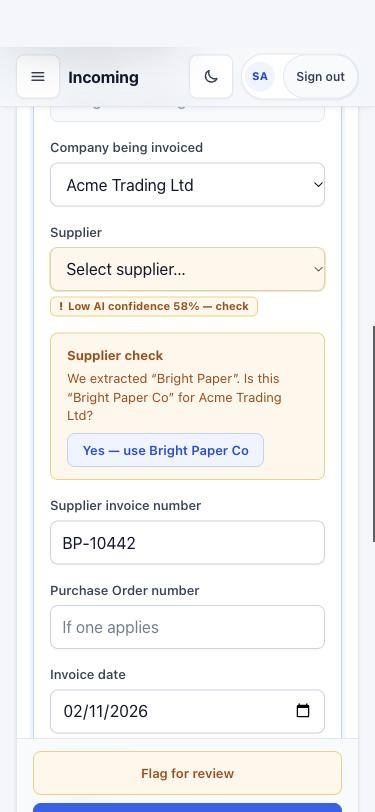 Incoming
SA
Sign out
Company being invoiced
Acme Trading Ltd
Supplier
Select supplier...
! Low AI confidence 58% — check
Supplier check
We extracted “Bright Paper”. Is this
“Bright Paper Co” for Acme Trading
Ltd?
Yes — use Bright Paper Co
Supplier invoice number
BP-10442
Purchase Order number
If one applies
Invoice date
02/11/2026
Flag for review